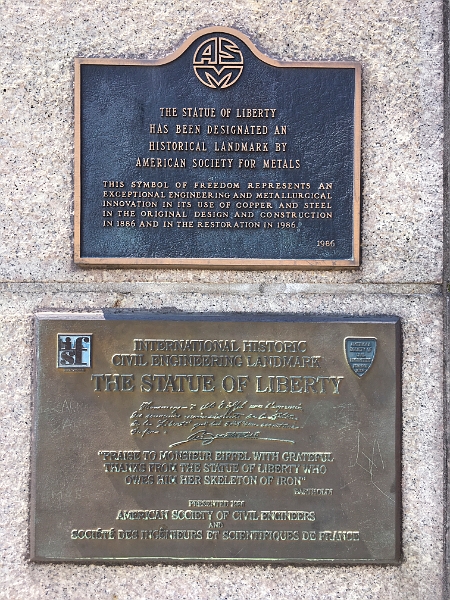 ASM
THE STATUE OF LIBERTY
HAS BEEN DESIGNATED AN
HISTORICAL LANDMARK BY
AMERICAN SOCIETY FOR METALS
THIS SYMBOL OF FREEDOM REPRESENTS AN
EXCEPTIONAL ENGINEERING AND METALLURGICAL
INNOVATION IN ITS USE OF COPPER AND STEEL
IN THE ORIGINAL DESIGN AND CONSTRUCTION
IN 1886 AND IN THE RESTORATION IN 1986.
1986
INTERNATIONAL HISTORIC
CIVIL ENGINEERING LANDMARK
THE STATUE OF LIBERTY
"PRAISE TO MONSIEUR EIFFEL WITH GRATEFUL
THANKS FROM THE STATUE OF LIBERTY WHO
OWES HIM HER SKELETON OF IRON"
BARTHOLDI
PRESENTED 1986
AMERICAN SOCIETY OF CIVIL ENGINEERS
AND
SOCIÉTÉ DES INGÉNIEURS ET SCIENTIFIQUES DE FRANCE